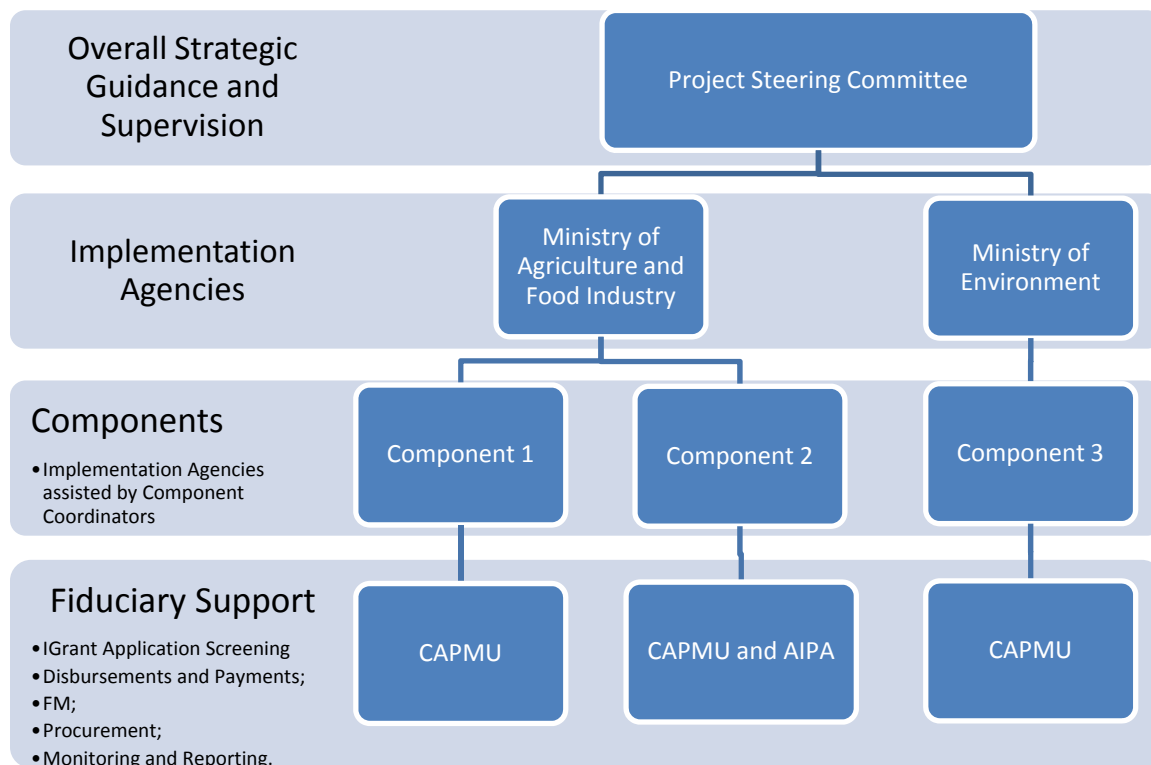 Overall Strategic
Guidance and
Supervision
Project Steering Committee
Implementation
Agencies
Ministry of
Agriculture and
Food Industry
Ministry of
Environment
Components
•Implementation Agencies
assisted by Component
Coordinators
Component 1
Component 2
Component 3
Fiduciary Support
•IGrant Application Screening
•Disbursements and Payments;
•FM;
•Procurement;
•Monitoring and Reporting.
CAPMU
CAPMU and AIPA
CAPMU